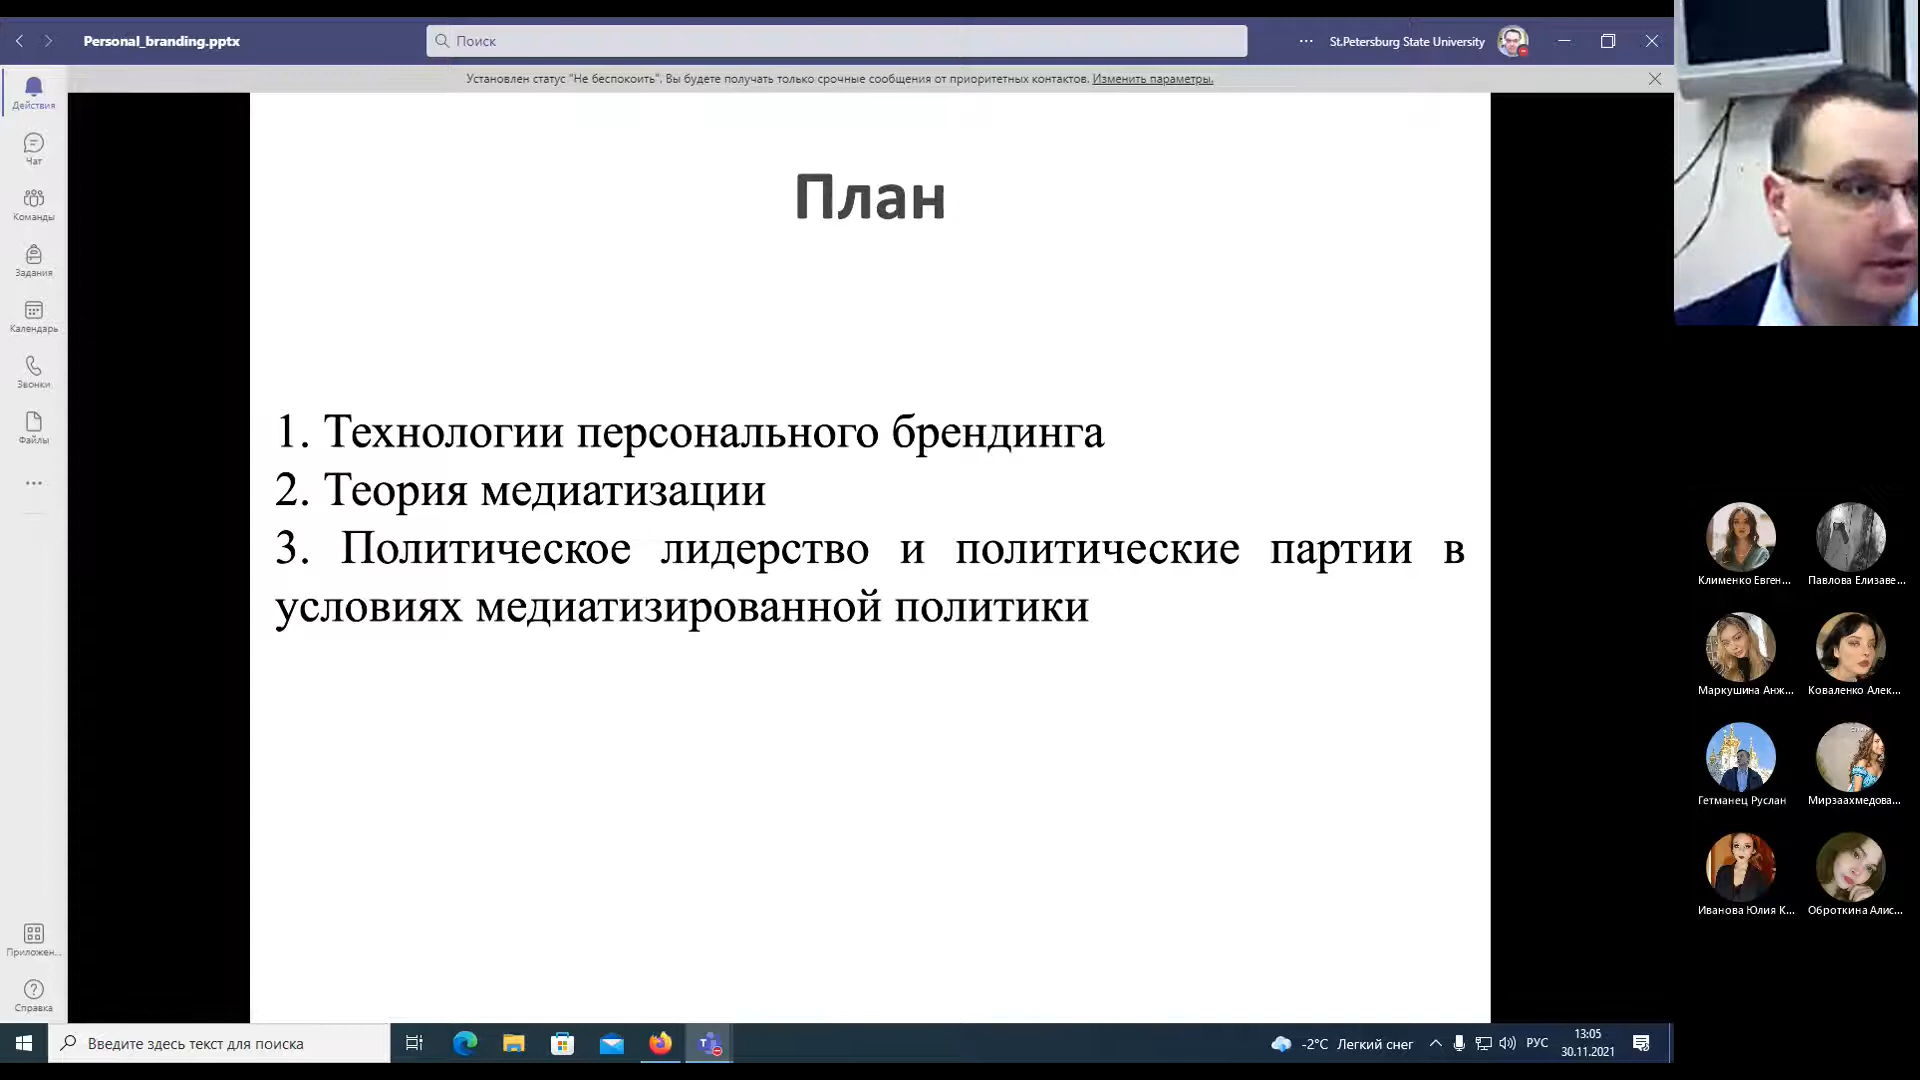 Personal_branding.pptx
Поиск
St.Petersburg State University
Установлен статус "Не беспокоить". Вы будете получать только срочные сообщения от приоритетных контактов. Изменить параметры.
Действия
Чат
Команды
Задания
Календарь
Звонки
Файлы
Приложен...
Справка
План
1. Технологии персонального брендинга
2. Теория медиатизации
3. Политическое лидерство и политические партии в
условиях медиатизированной политики
Клименко Евген...
Павлова Елизаве...
Маркушина Анж...
Коваленко Алек...
Гетманец Руслан
Мирзаахмедова...
Иванова Юлия К...
Оброткина Алис...
Введите здесь текст для поиска
-2°C Легкий снег
РУС
13:05
30.11.2021